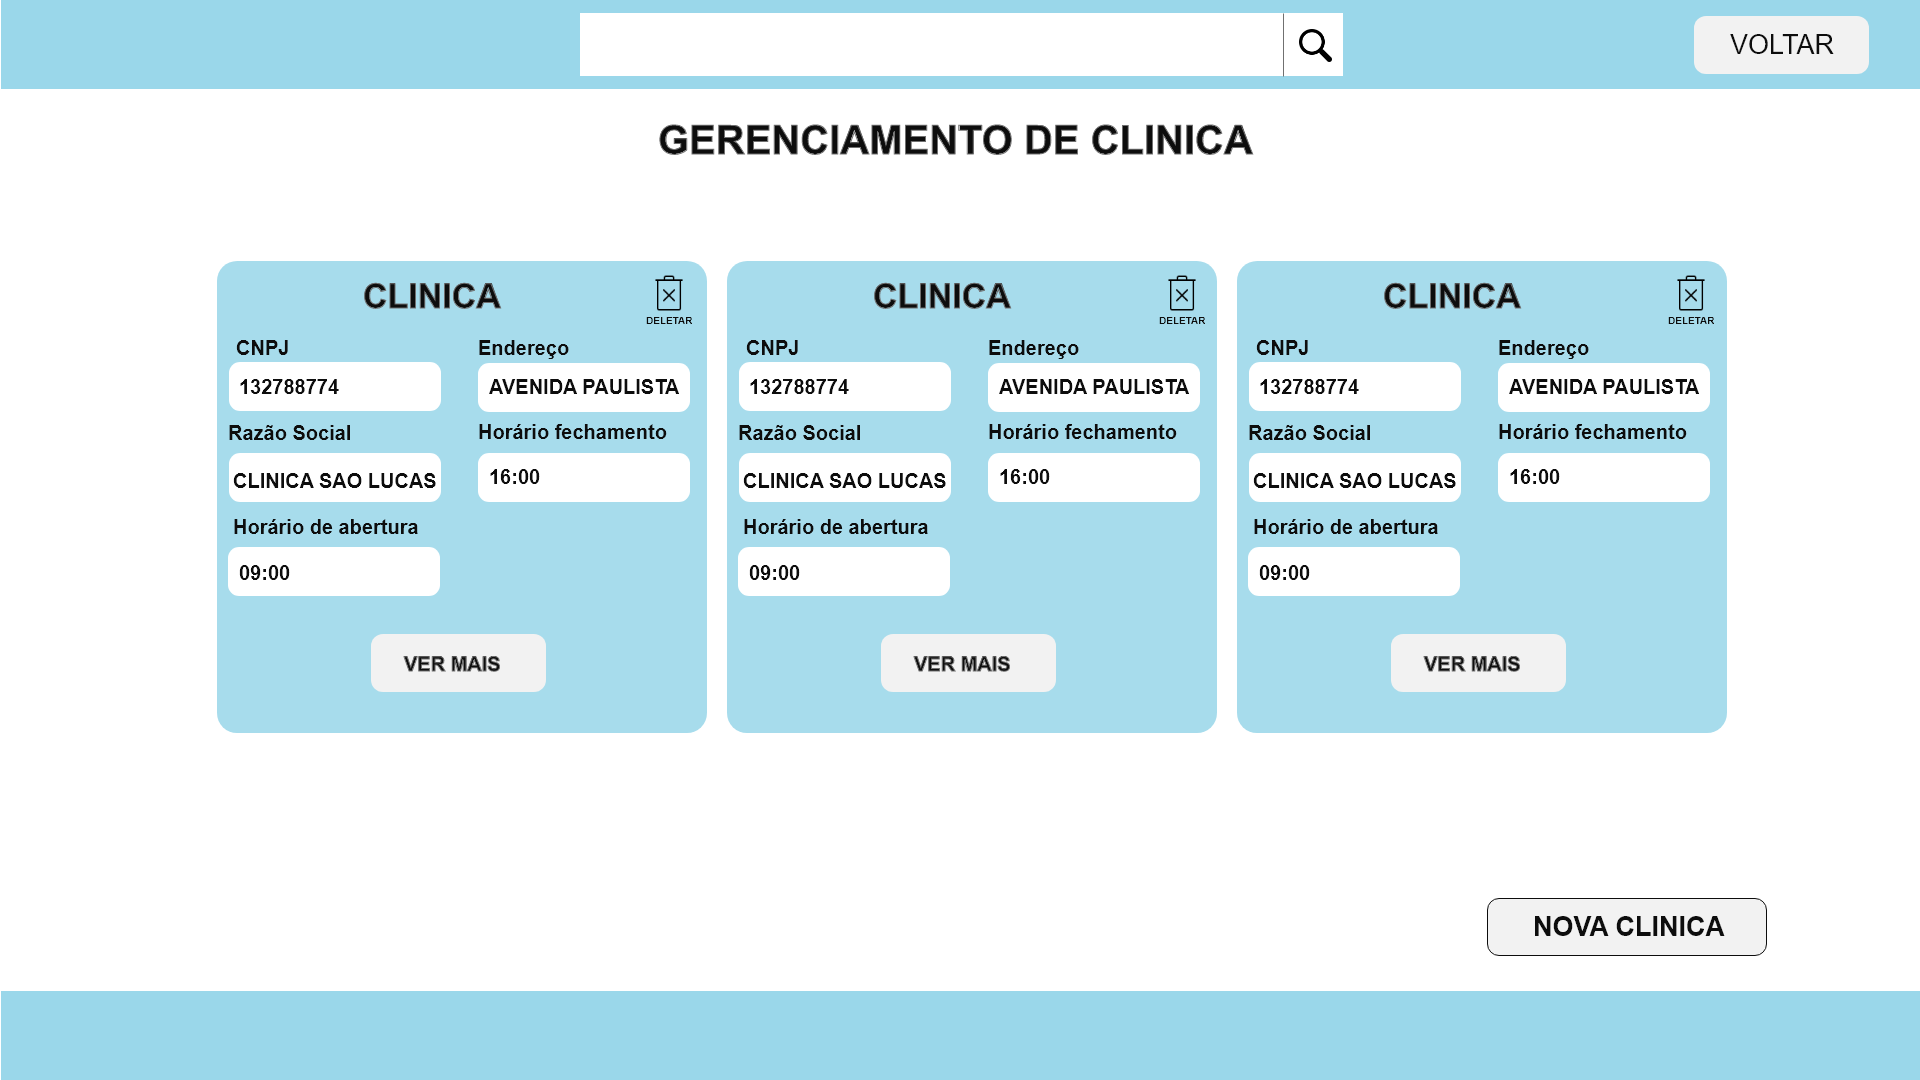 VOLTAR
GERENCIAMENTO DE CLINICA
CLINICA
DELETAR
CNPJ
Endereço
132788774
AVENIDA PAULISTA
Razão Social
Horário fechamento
CLINICA SAO LUCAS
16:00
Horário de abertura
09:00
VER MAIS
CLINICA
DELETAR
CNPJ
Endereço
132788774
AVENIDA PAULISTA
Razão Social
Horário fechamento
CLINICA SAO LUCAS
16:00
Horário de abertura
09:00
VER MAIS
CLINICA
DELETAR
CNPJ
Endereço
132788774
AVENIDA PAULISTA
Razão Social
Horário fechamento
CLINICA SAO LUCAS
16:00
Horário de abertura
09:00
VER MAIS
NOVA CLINICA